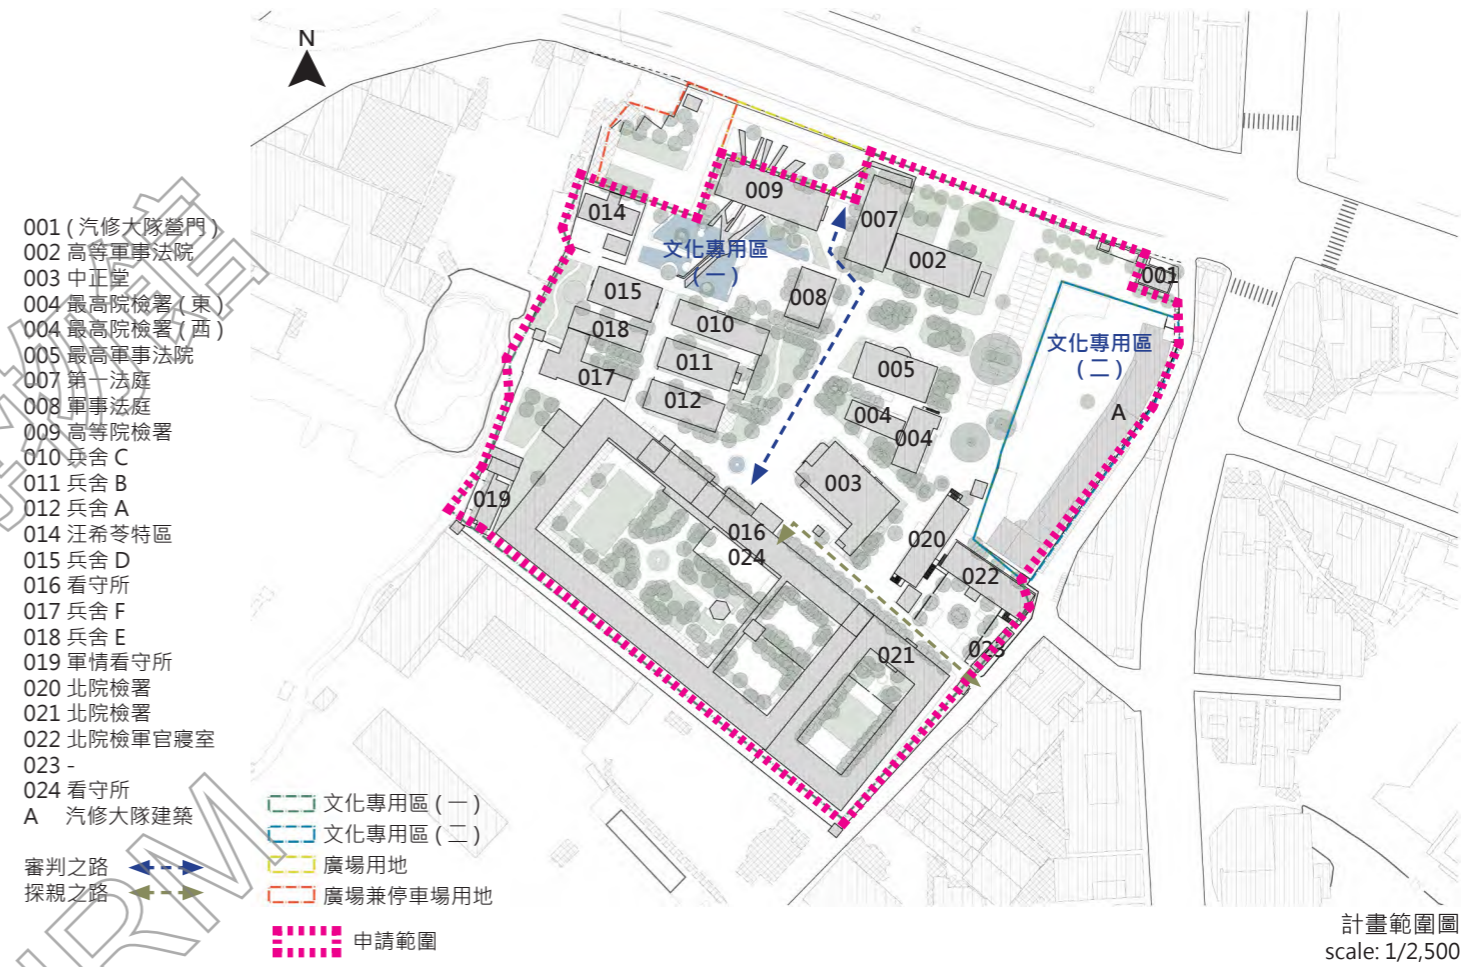 N
001 ( 汽修大隊營門 )
002 高等軍事法院
003 中正堂
004 最高院檢署 ( 東 )
004 最高院檢署 ( 西 )
005 最高軍事法院
007 第一法庭
008 軍事法庭
009 高等院檢署
010 兵舍 C
011 兵舍 B
012 兵舍 A
014 汪希苓特區
015 兵舍 D
016 看守所
017 兵舍 F
018 兵舍 E
019 軍情看守所
020 北院檢署
021 北院檢署
022 北院檢軍官寢室
023 -
024 看守所
A 汽修大隊建築
審判之路
探親之路
文化專用區 ( 一 )
文化專用區 ( 二 )
廣場用地
廣場兼停車場用地
申請範圍
009
014
007
文化專用區
( 一 )
002
001
015
008
018
010
文化專用區
( 二 )
011
005
017
012
004
A
004
003
019
016
024
020
022
021
023
計畫範圍圖
scale: 1/2,500
物館
HRM